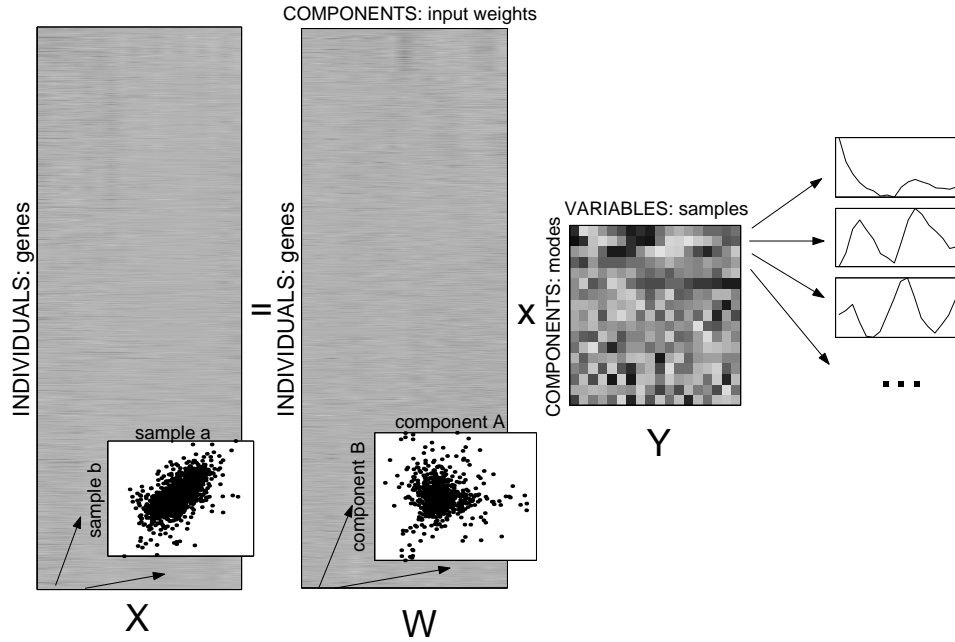 COMPONENTS: input weights
INDIVIDUALS: genes
=
INDIVIDUALS: genes
x
VARIABLES: samples
COMPONENTS: modes
...
sample a
sample b
component A
component B
X
W
Y